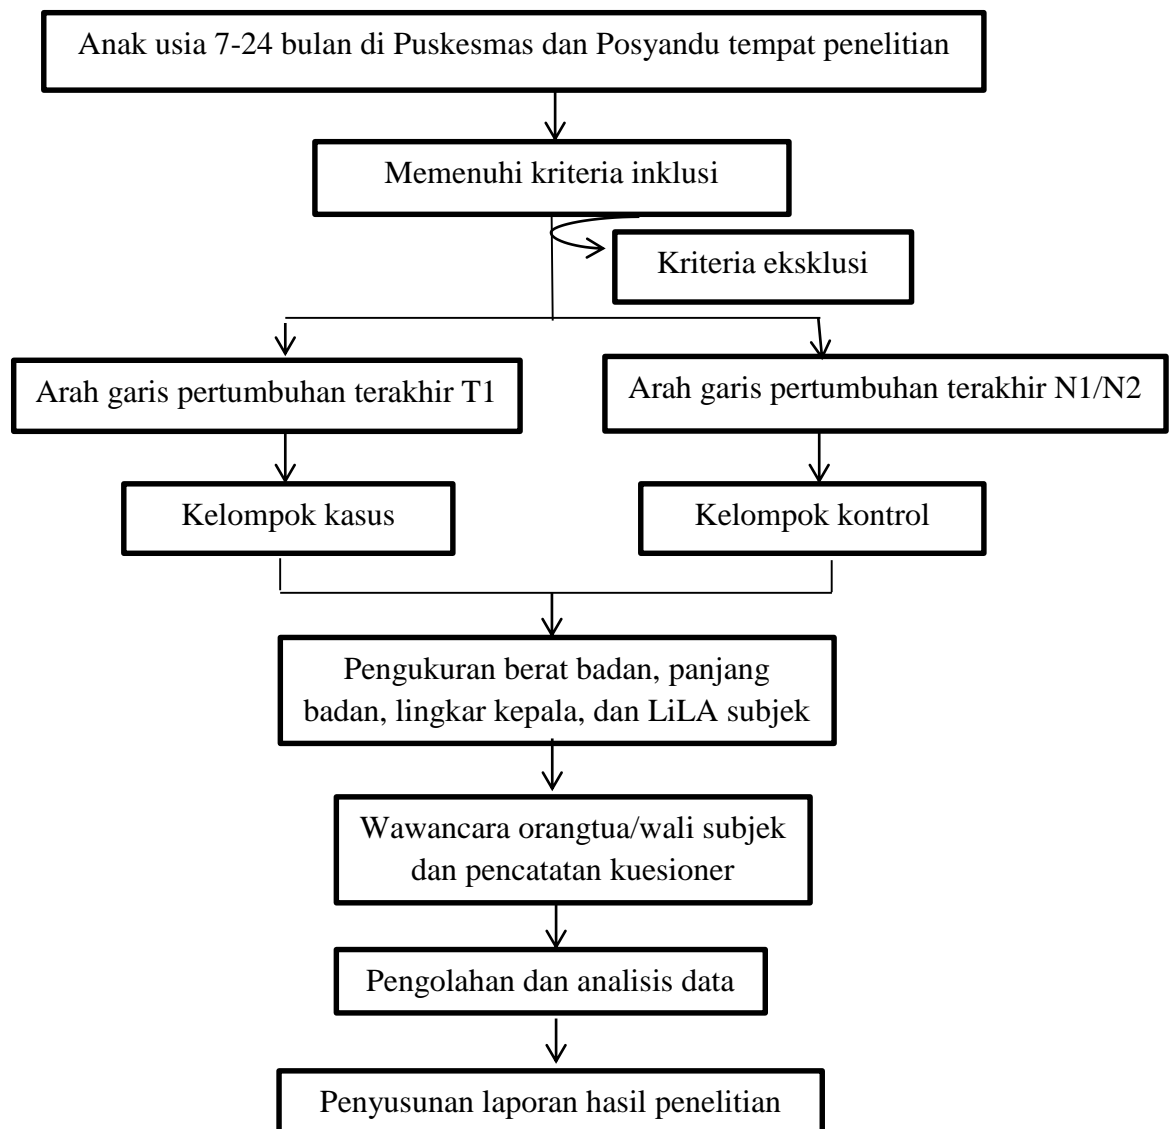 Anak usia 7-24 bulan di Puskesmas dan Posyandu tempat penelitian
Memenuhi kriteria inklusi
Kriteria eksklusi
Arah garis pertumbuhan terakhir T1
Arah garis pertumbuhan terakhir N1/N2
Kelompok kasus
Kelompok kontrol
Pengukuran berat badan, panjang
badan, lingkar kepala, dan LiLA subjek
Wawancara orangtua/wali subjek
dan pencatatan kuesioner
Pengolahan dan analisis data
Penyusunan laporan hasil penelitian